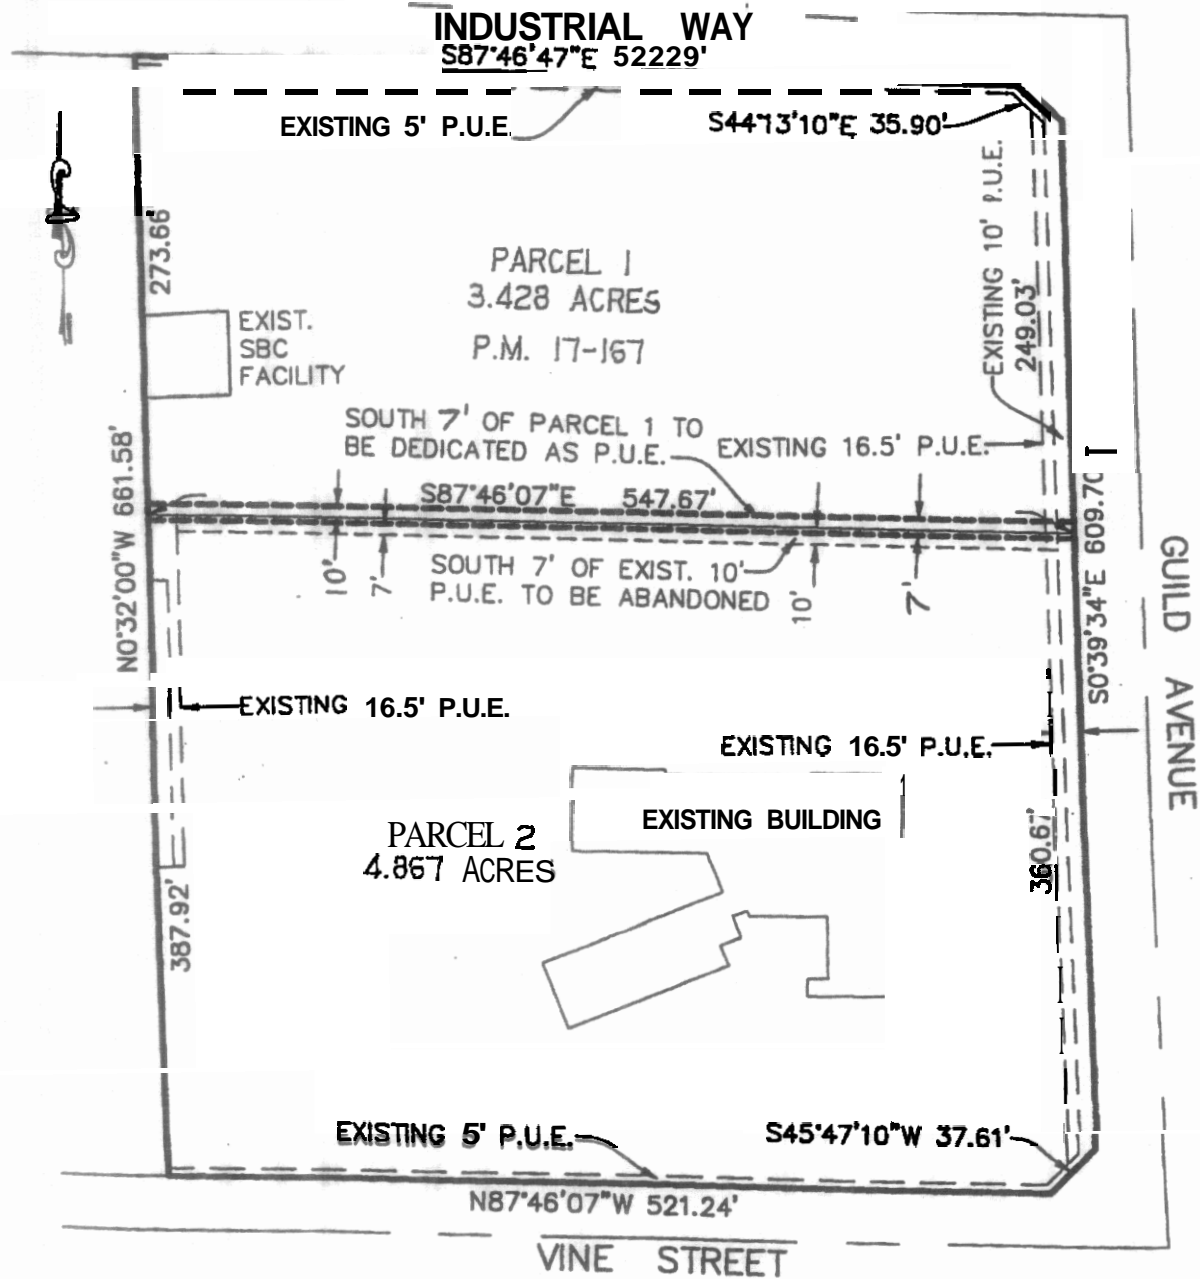 INDUSTRIAL WAY
S87°46'47"E 52229'
EXISTING 5' P.U.E.
S44°13'10"E 35.90'
EXISTING 10' P.U.E.
273.66'
249.03'
PARCEL 1
3.428 ACRES
P.M. 17-167
EXIST.
SBC
FACILITY
SOUTH 7' OF PARCEL 1 TO
BE DEDICATED AS P.U.E.
EXISTING 16.5' P.U.E.
N0°32'00"W 661.58'
S87°46'07"E 547.67'
S0°39'34"E 609.70
SOUTH 7' OF EXIST. 10'
P.U.E. TO BE ABANDONED
10'
7'
10'
7'
GUILD AVENUE
EXISTING 16.5' P.U.E.
EXISTING 16.5' P.U.E.
EXISTING BUILDING
PARCEL 2
4.867 ACRES
360.67'
387.92'
EXISTING 5' P.U.E.
S45°47'10"W 37.61'
N87°46'07"W 521.24'
VINE STREET